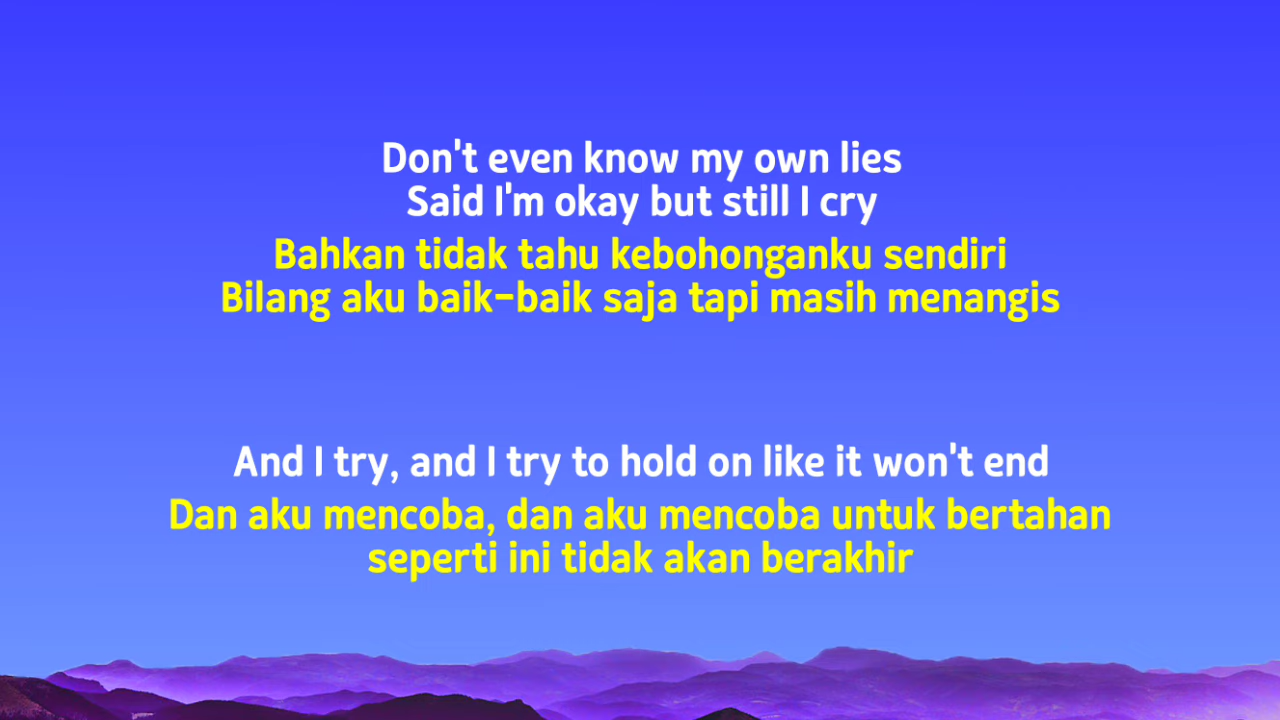 Don't even know my own lies
Said I'm okay but still I cry
Bahkan tidak tahu kebohonganku sendiri
Bilang aku baik-baik saja tapi masih menangis
And I try, and I try to hold on like it won't end
Dan aku mencoba, dan aku mencoba untuk bertahan
seperti ini tidak akan berakhir